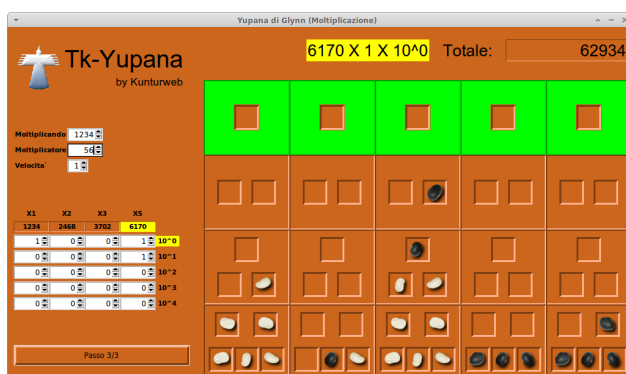 Yupana di Glynn (Moltiplicazione)
Tk-Yupana
by Kunturweb
6170 X 1 X 10^0 Totale: 62934
Moltiplicando 1234
Moltiplicatore 56
Velocita` 1
X1 X2 X3 X5
1234 2468 3702 6170
1 0 0 1 10^0
0 0 0 1 10^1
0 0 0 0 10^2
0 0 0 0 10^3
0 0 0 0 10^4
Passo 3/3